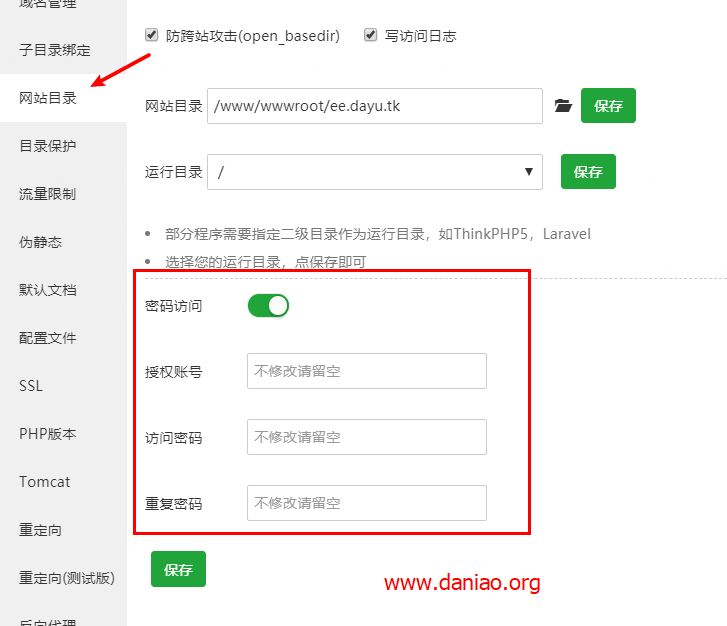 域名管理
子目录绑定
网站目录
目录保护
流量限制
伪静态
默认文档
配置文件
SSL
PHP版本
Tomcat
重定向
重定向(测试版)
反向代理
防跨站攻击(open_basedir) 写访问日志
网站目录 /www/wwwroot/ee.dayu.tk 保存
运行目录 / 保存
部分程序需要指定二级目录作为运行目录，如ThinkPHP5，Laravel
选择您的运行目录，点保存即可
密码访问
授权账号 不修改请留空
访问密码 不修改请留空
重复密码 不修改请留空
保存
www.daniao.org